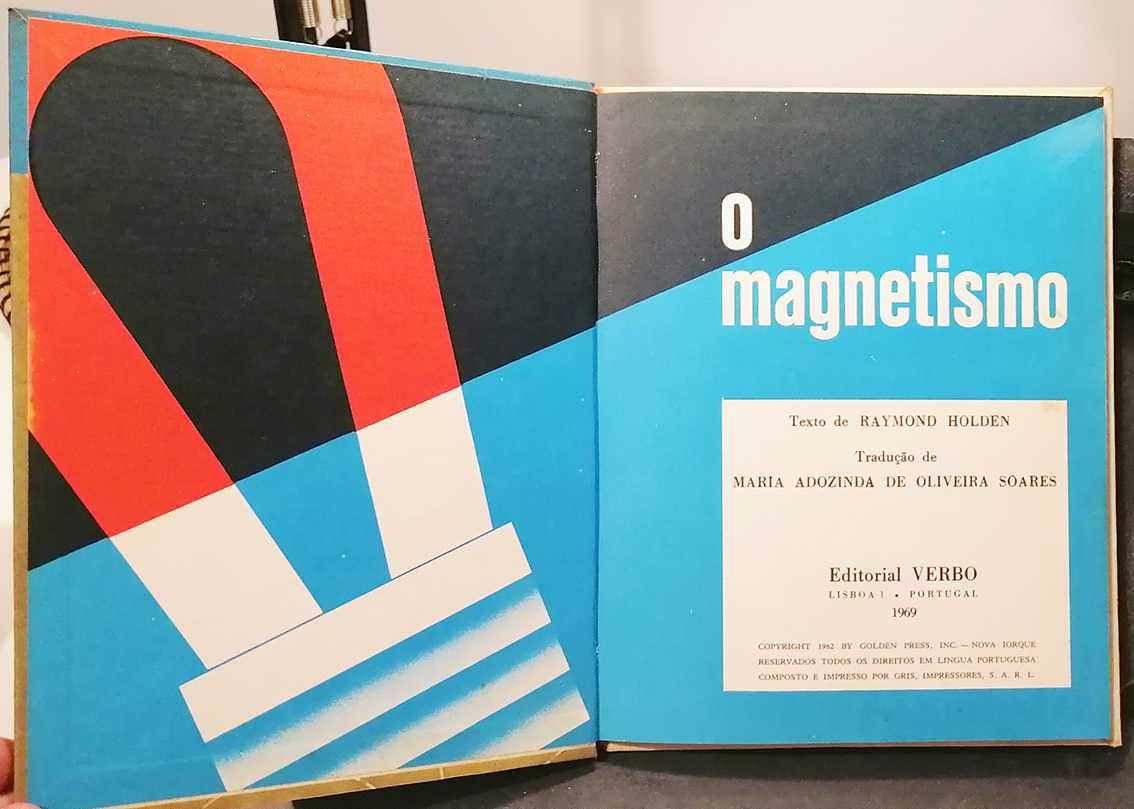 O
magnetismo
Texto de RAYMOND HOLDEN
Tradução de
MARIA ADOZINDA DE OLIVEIRA SOARES
Editorial VERBO
LISBOA 1 • PORTUGAL
1969
COPYRIGHT 1962 BY GOLDEN PRESS, INC. — NOVA IORQUE
RESERVADOS TODOS OS DIREITOS EM LINGUA PORTUGUESA
COMPOSTO E IMPRESSO POR GRIS, IMPRESSORES, S. A. R. L.